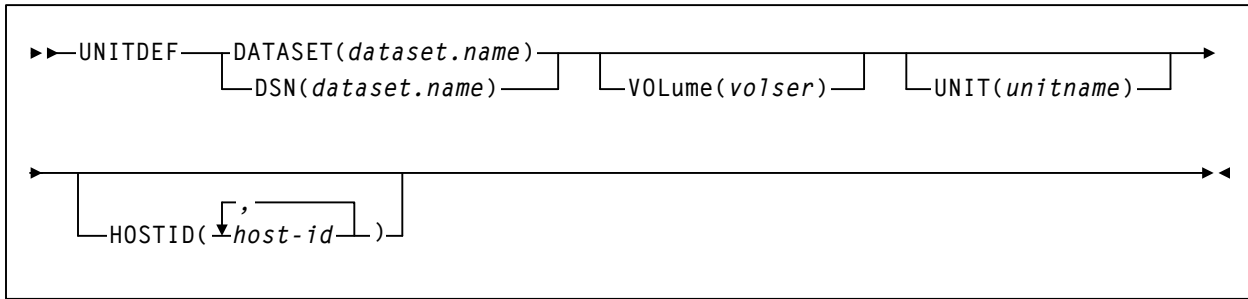 UNITDEF DATASET(dataset.name)
DSN(dataset.name) VOLume(volser) UNIT(unitname)
,
HOSTID( host-id )